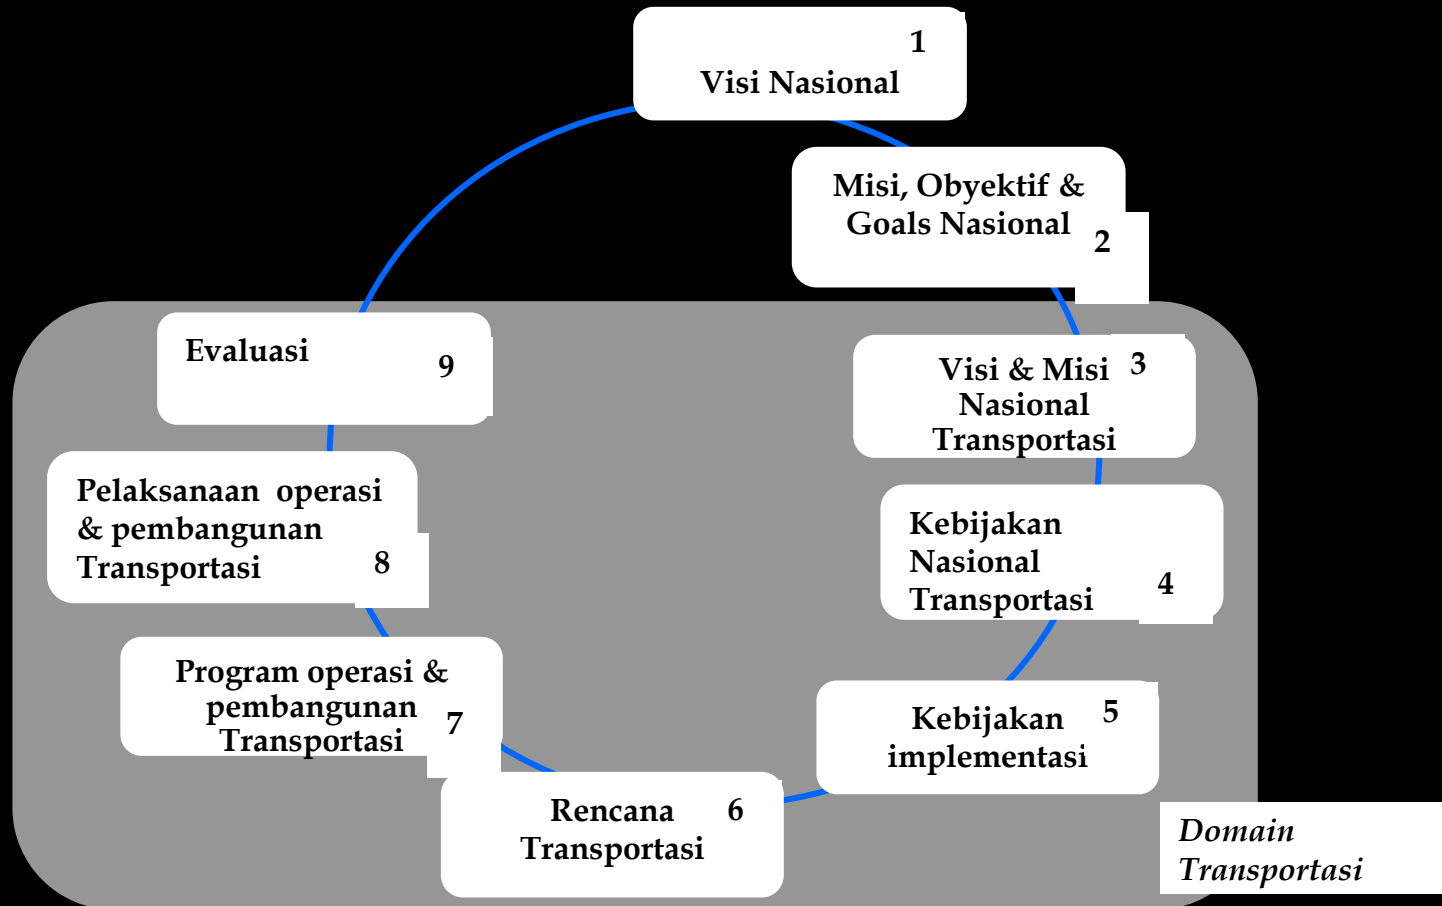 1
Visi Nasional
Misi, Obyektif &
Goals Nasional
2
Visi & Misi
Nasional
Transportasi
3
Kebijakan
Nasional
Transportasi
4
Kebijakan
implementasi
5
Rencana
Transportasi
6
Program operasi &
pembangunan
Transportasi
7
Pelaksanaan operasi
& pembangunan
Transportasi
8
Evaluasi
9
Domain
Transportasi